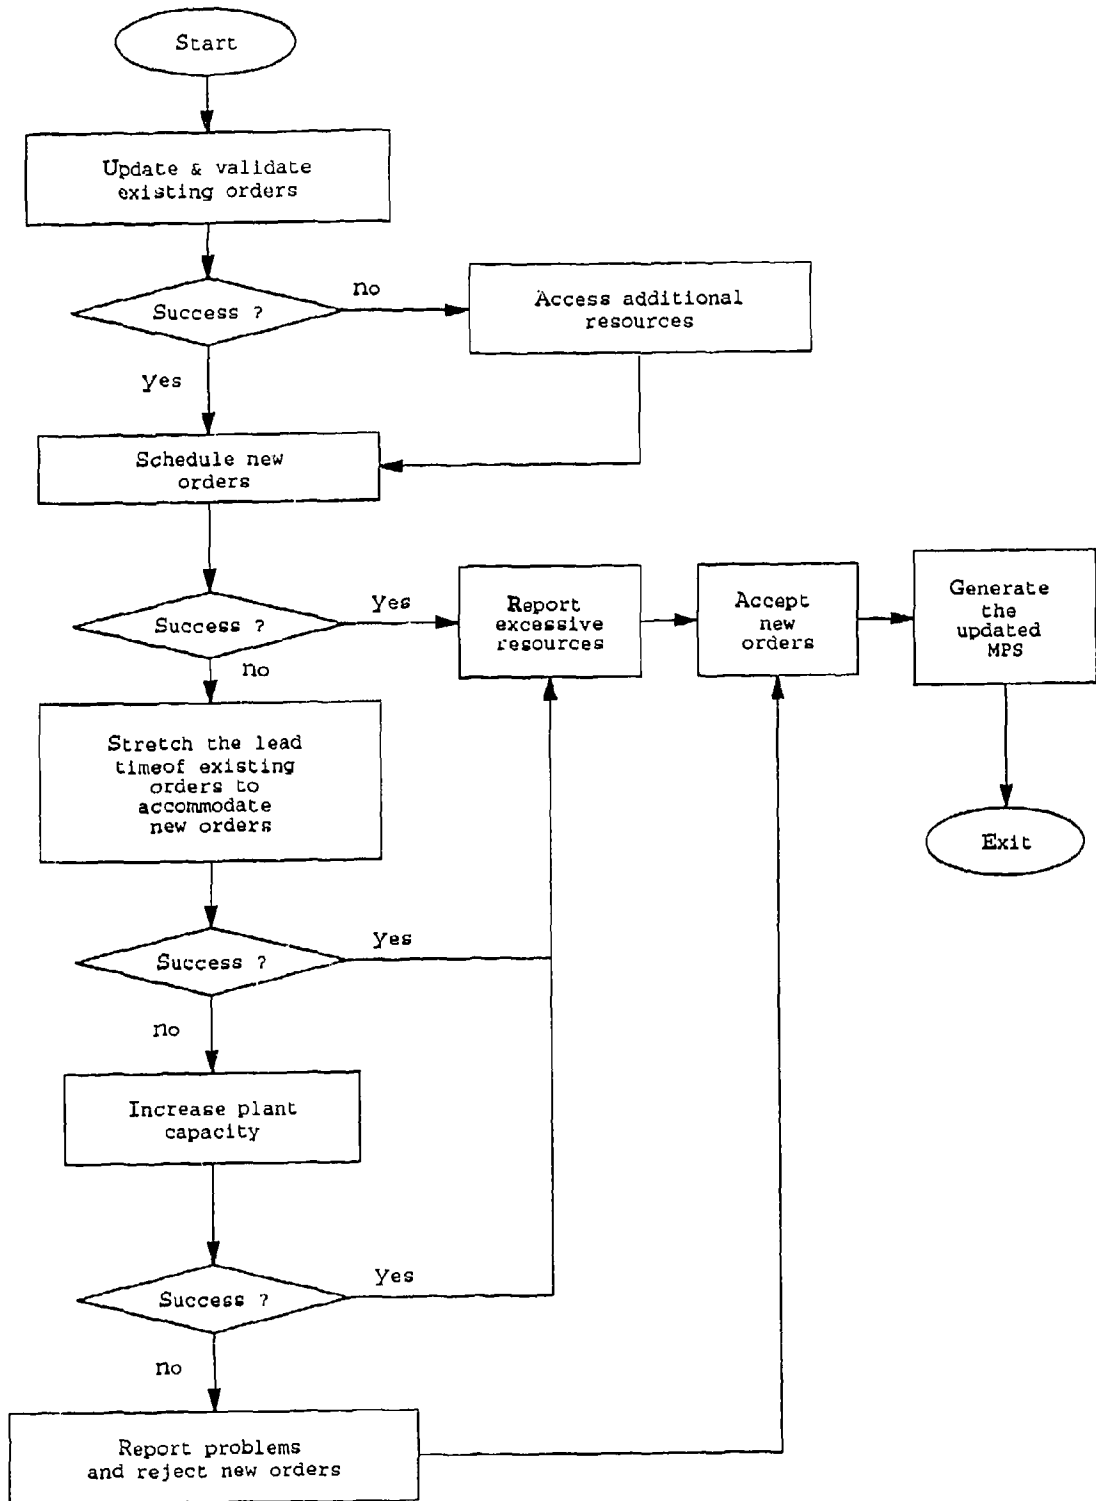 Start
Update & validate
existing orders
Success ?
no
Access additional
resources
yes
Schedule new
orders
Success ?
yes
Report
excessive
resources
Accept
new
orders
Generate
the
updated
MPS
no
Stretch the lead
timeof existing
orders to
accommodate
new orders
Exit
Success ?
yes
no
Increase plant
capacity
Success ?
yes
no
Report problems
and reject new orders